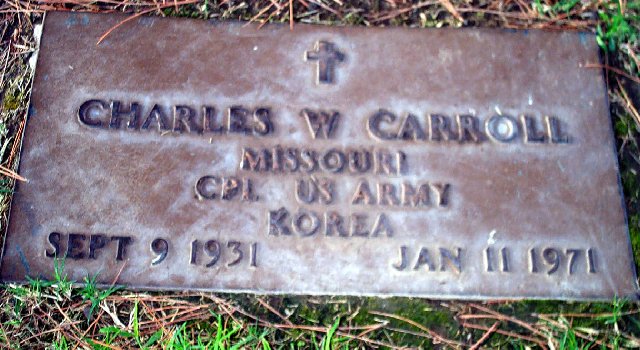 CHARLES W CARROLL
MISSOURI
CPL US ARMY
KOREA
SEPT 9 1931 JAN 11 1971